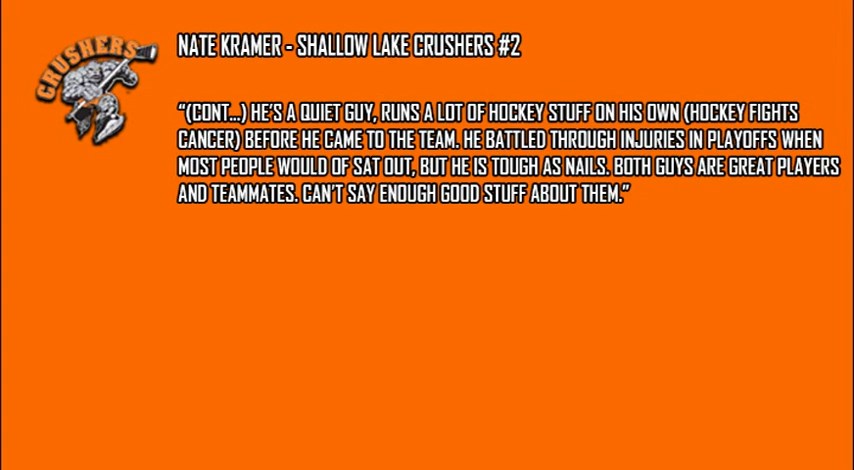 CRUSHERS
NATE KRAMER - SHALLOW LAKE CRUSHERS #2
“(CONT...) HE'S A QUIET GUY, RUNS A LOT OF HOCKEY STUFF ON HIS OWN (HOCKEY FIGHTS
CANCER) BEFORE HE CAME TO THE TEAM. HE BATTLED THROUGH INJURIES IN PLAYOFFS WHEN
MOST PEOPLE WOULD OF SAT OUT, BUT HE IS TOUGH AS NAILS. BOTH GUYS ARE GREAT PLAYERS
AND TEAMMATES. CAN'T SAY ENOUGH GOOD STUFF ABOUT THEM.”